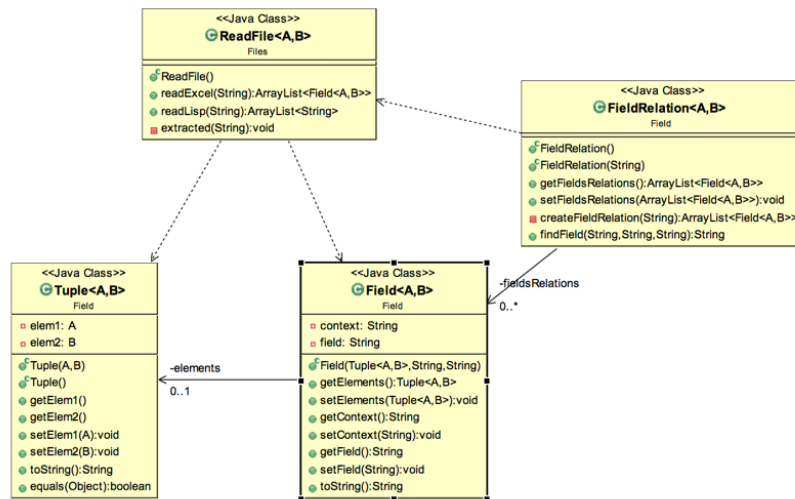 <<Java Class>>
ReadFile<A,B>
Files
ReadFile()
readExcel(String):ArrayList<Field<A,B>>
readLisp(String):ArrayList<String>
extracted(String):void
<<Java Class>>
FieldRelation<A,B>
Field
FieldRelation()
FieldRelation(String)
getFieldsRelations():ArrayList<Field<A,B>>
setFieldsRelations(ArrayList<Field<A,B>>):void
createFieldRelation(String):ArrayList<Field<A,B>>
findField(String,String,String):String
-fieldsRelations
0..*
<<Java Class>>
Tuple<A,B>
Field
elem1: A
elem2: B
Tuple(A,B)
Tuple()
getElem1()
getElem2()
setElem1(A):void
setElem2(B):void
toString():String
equals(Object):boolean
-elements
0..1
<<Java Class>>
Field<A,B>
Field
context: String
field: String
Field(Tuple<A,B>,String,String)
getElements():Tuple<A,B>
setElements(Tuple<A,B>):void
getContext():String
setContext(String):void
getField():String
setField(String):void
toString():String